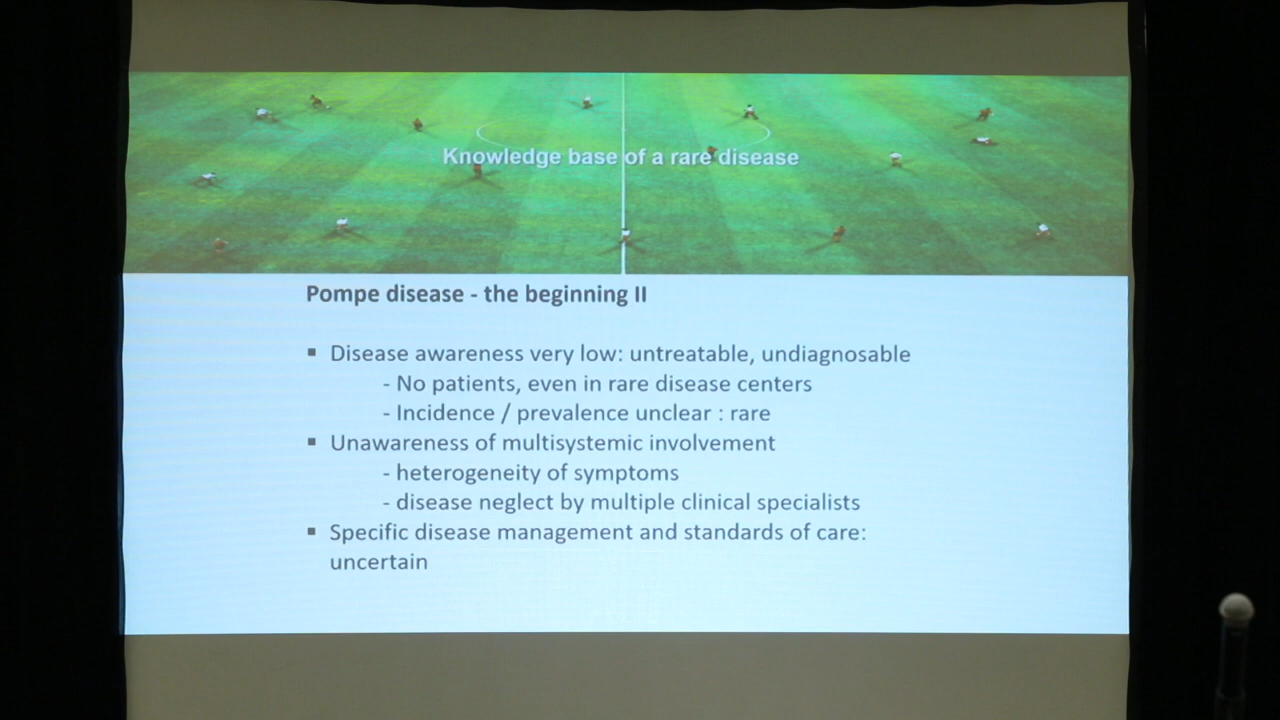 Knowledge base of a rare disease
Pompe disease - the beginning II
▪ Disease awareness very low: untreatable, undiagnosable
- No patients, even in rare disease centers
- Incidence / prevalence unclear : rare
▪ Unawareness of multisystemic involvement
- heterogeneity of symptoms
- disease neglect by multiple clinical specialists
▪ Specific disease management and standards of care:
uncertain